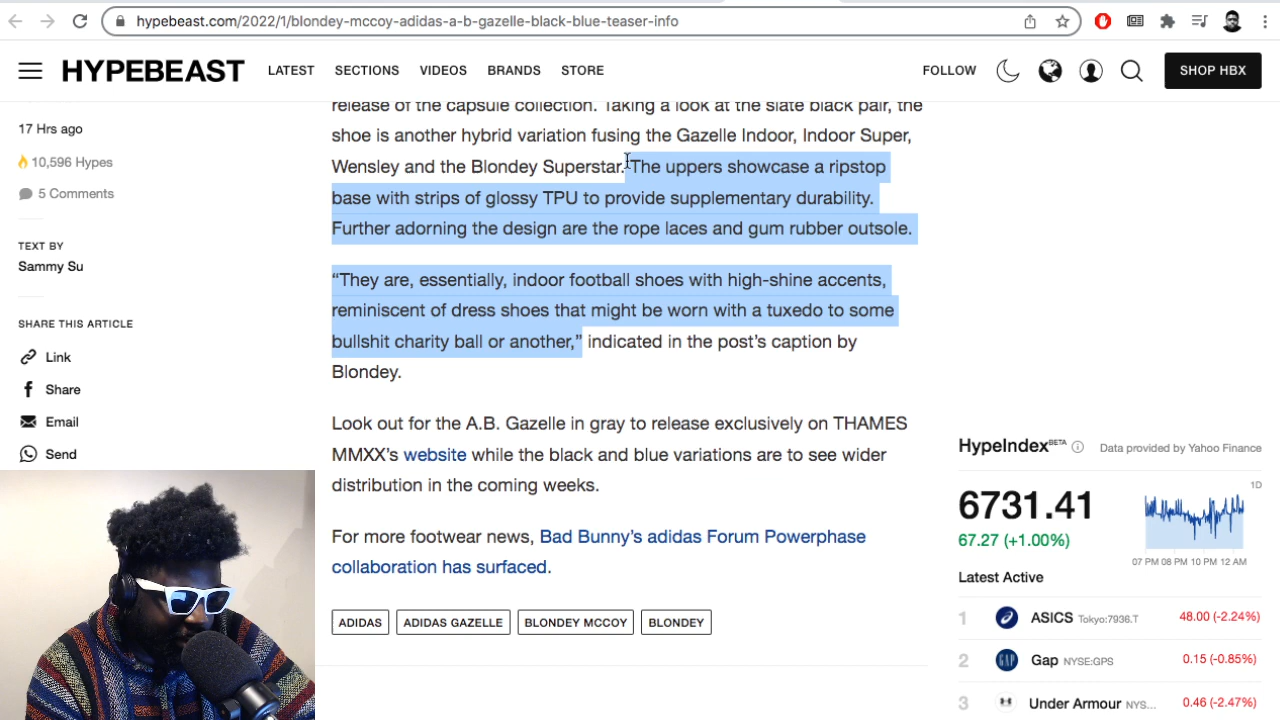 hypebeast.com/2022/1/blondey-mccoy-adidas-a-b-gazelle-black-blue-teaser-info
HYPEBEAST
LATEST
SECTIONS
VIDEOS
BRANDS
STORE
FOLLOW
SHOP HBX
17 Hrs ago
10,596 Hypes
5 Comments
TEXT BY
Sammy Su
SHARE THIS ARTICLE
Link
Share
Email
Send
release of the capsule collection. Taking a look at the slate black pair, the
shoe is another hybrid variation fusing the Gazelle Indoor, Indoor Super,
Wensley and the Blondey Superstar. The uppers showcase a ripstop
base with strips of glossy TPU to provide supplementary durability.
Further adorning the design are the rope laces and gum rubber outsole.
“They are, essentially, indoor football shoes with high-shine accents,
reminiscent of dress shoes that might be worn with a tuxedo to some
bullshit charity ball or another,” indicated in the post’s caption by
Blondey.
Look out for the A.B. Gazelle in gray to release exclusively on THAMES
MMXX’s website while the black and blue variations are to see wider
distribution in the coming weeks.
For more footwear news, Bad Bunny’s adidas Forum Powerphase
collaboration has surfaced.
ADIDAS
ADIDAS GAZELLE
BLONDEY MCCOY
BLONDEY
HypeIndex BETA
Data provided by Yahoo Finance
6731.41
67.27 (+1.00%)
1D
07 PM 08 PM 10 PM 12 AM
Latest Active
1 ASICS Tokyo:7936.T 48.00 (-2.24%)
2 GAP Gap NYSE:GPS 0.15 (-0.85%)
3 Under Armour NYS... 0.46 (-2.47%)